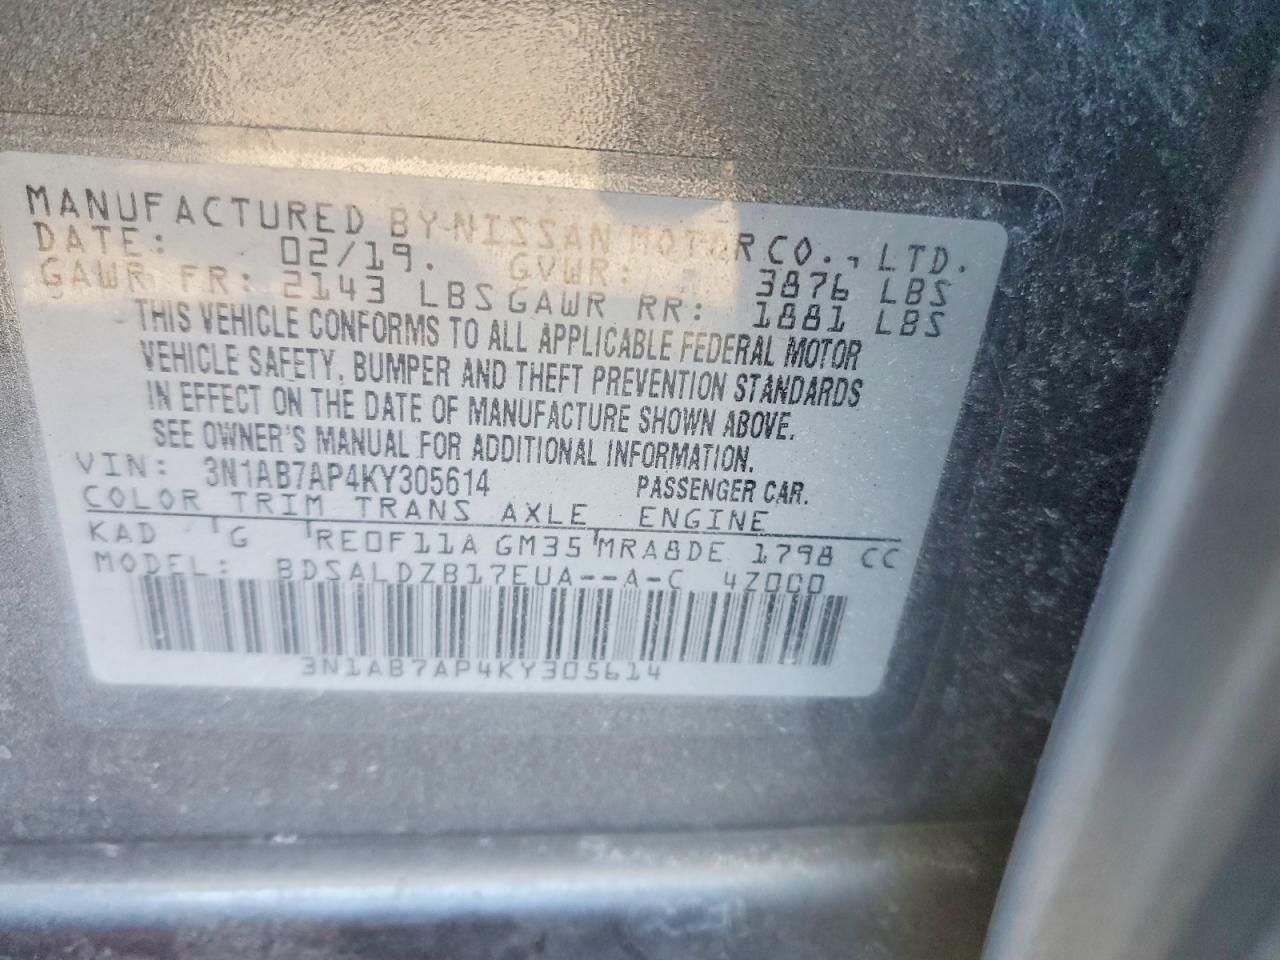 MANUFACTURED BY NISSAN MOTOR CO., LTD.
DATE: 02/19. GVWR: 3876 LBS
GAWR FR: 2143 LBS GAWR RR: 1881 LBS
THIS VEHICLE CONFORMS TO ALL APPLICABLE FEDERAL MOTOR
VEHICLE SAFETY, BUMPER AND THEFT PREVENTION STANDARDS
IN EFFECT ON THE DATE OF MANUFACTURE SHOWN ABOVE.
SEE OWNER'S MANUAL FOR ADDITIONAL INFORMATION.
VIN: 3N1AB7AP4KY305614 PASSENGER CAR.
COLOR TRIM TRANS AXLE ENGINE
KAD G RE0F11A GM35 MRA8DE 1798 CC
MODEL: BDSALDZB17EUA--A-C 4Z0C0
3N1AB7AP4KY305614